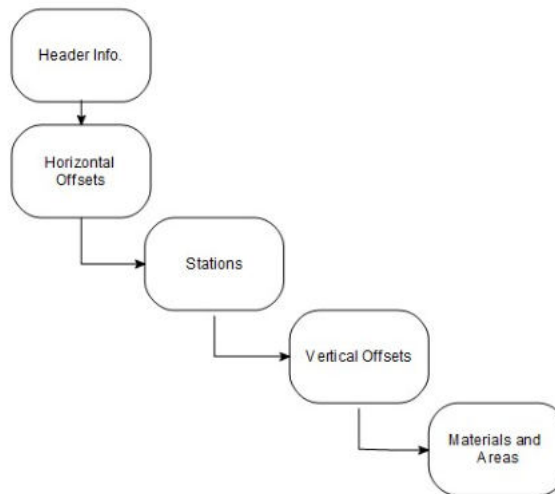 Header Info.
Horizontal
Offsets
Stations
Vertical Offsets
Materials and
Areas